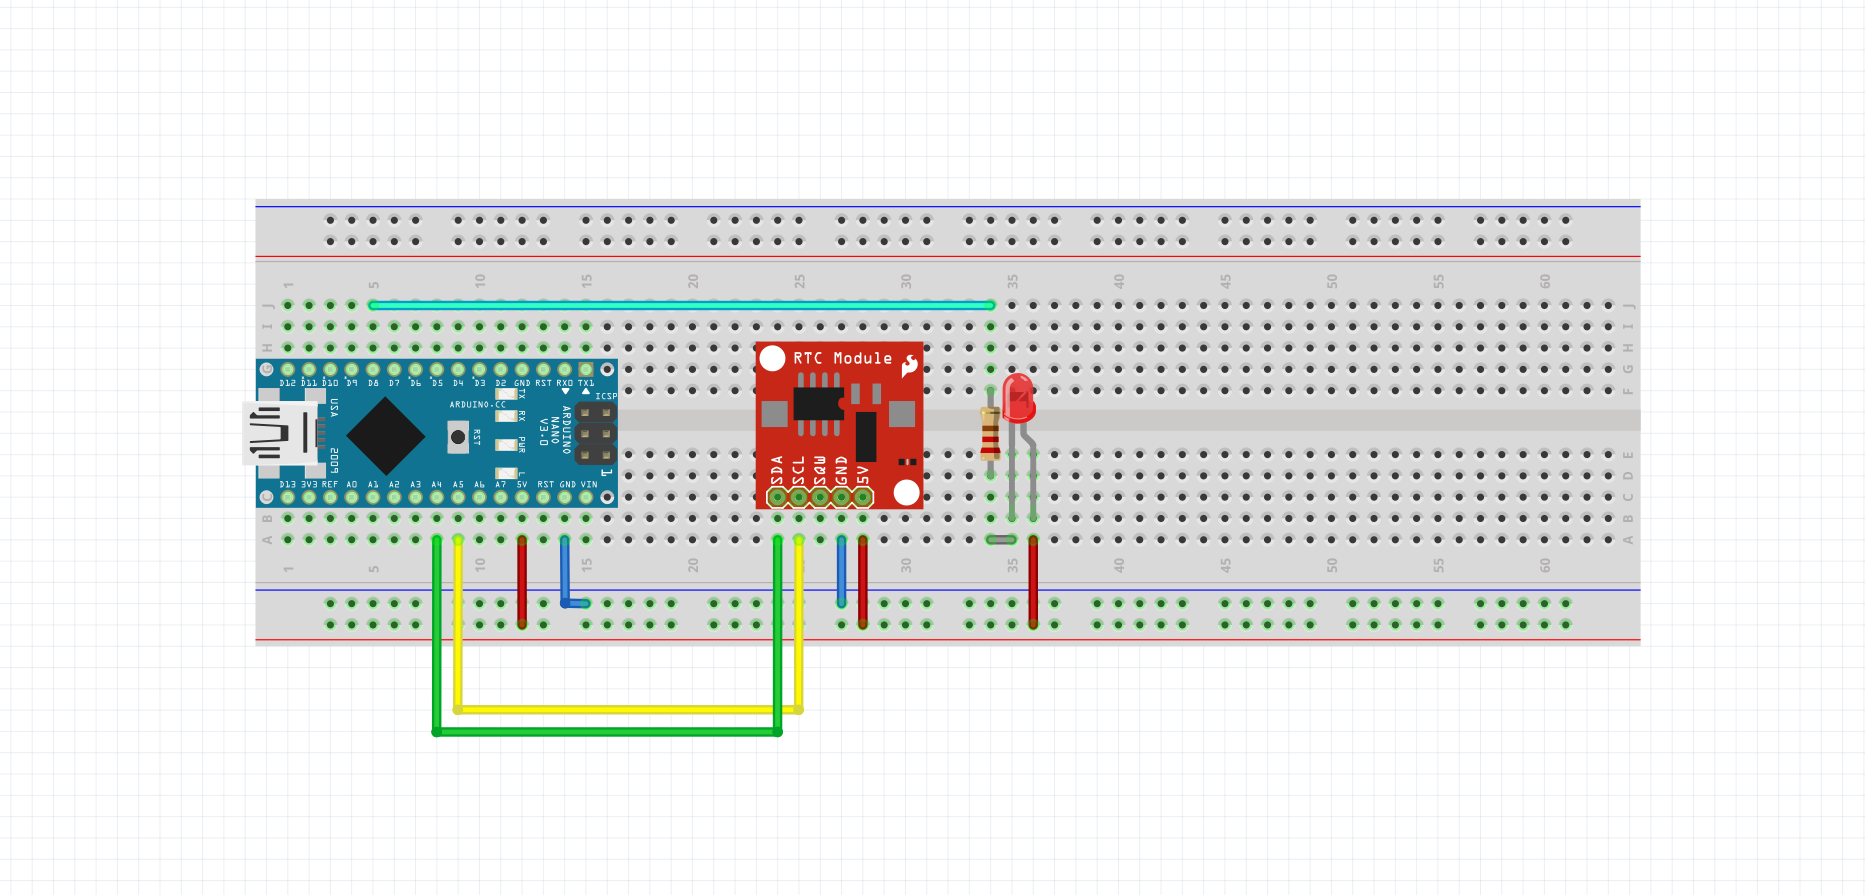 1 5 10 15 20 25 30 35 40 45 50 55 60
J J
I I
H H
G G
F F
D12 D11 D10 D9 D8 D7 D6 D5 D4 D3 D2 GND RST RX0 TX1
TX
RX
PWR
L
ICSP
1
USA
2009
ARDUINO.CC
RST
ARDUINO
NANO
V3.0
D13 3V3 REF A0 A1 A2 A3 A4 A5 A6 A7 5V RST GND VIN
RTC Module
SDA
SCL
SQW
GND
5V
E
D
C
B B
A A
1 5 10 15 20 30 35 40 45 50 55 60